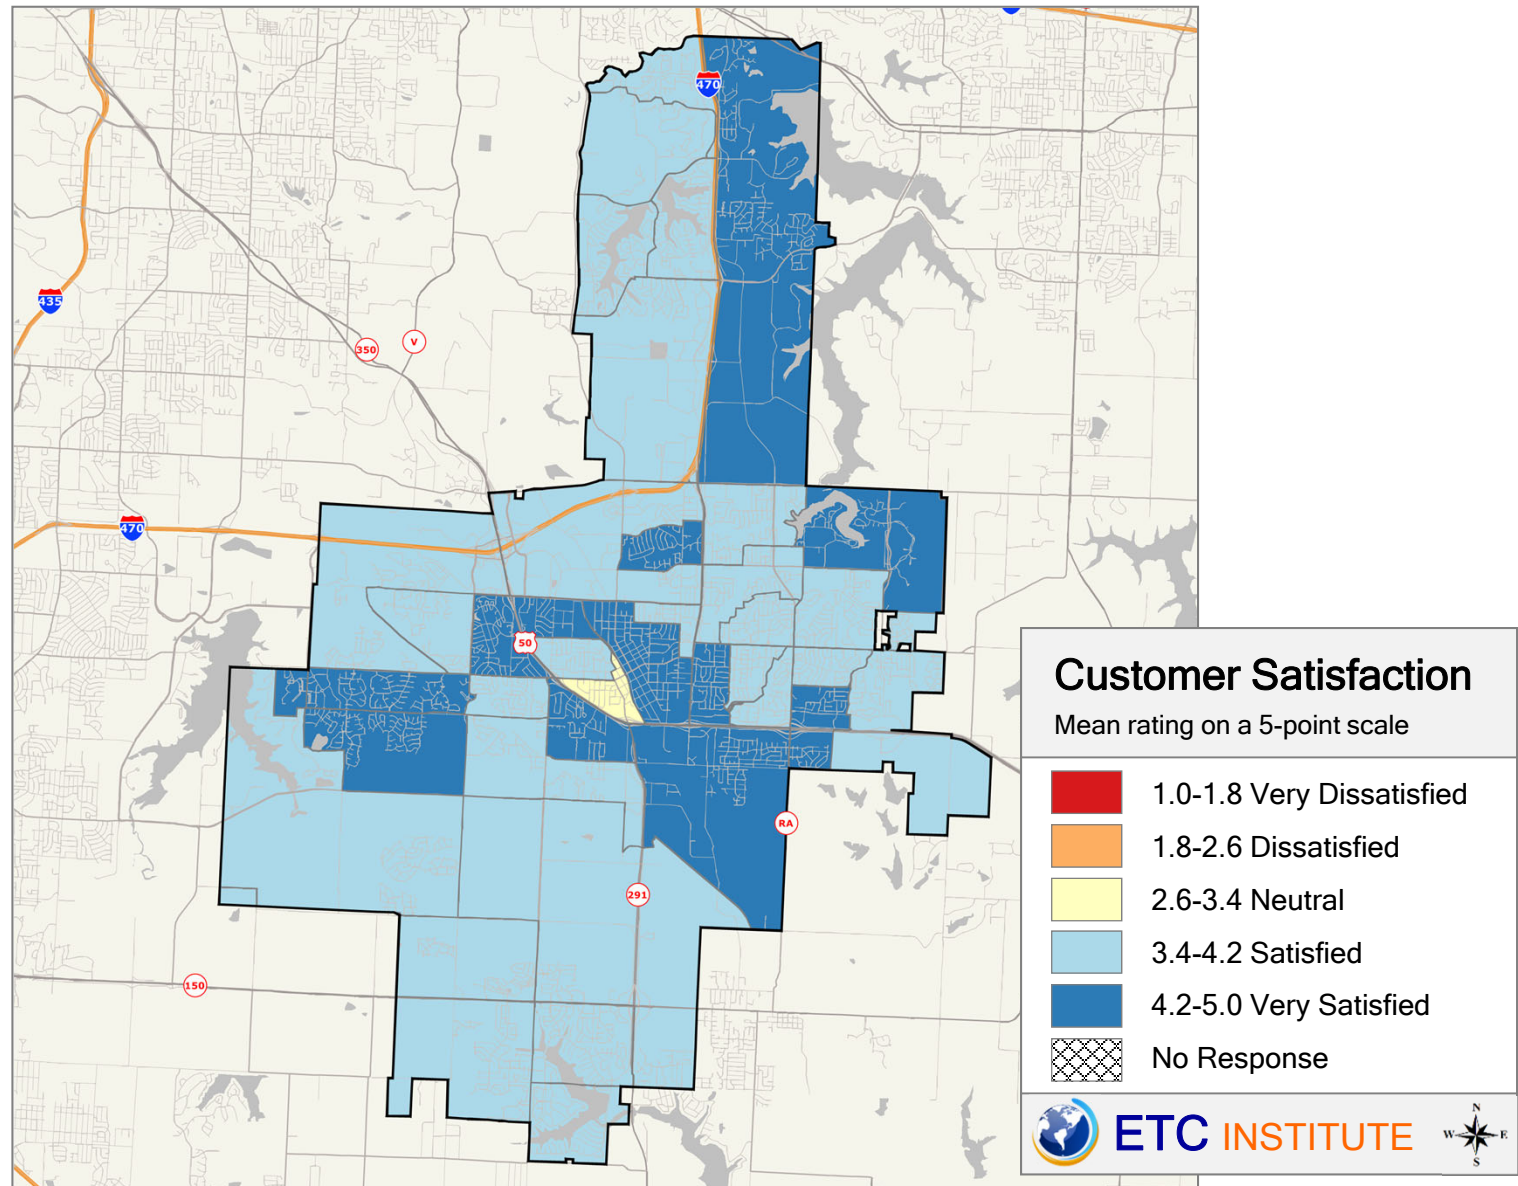 470
435
350
V
470
50
RA
291
150
Customer Satisfaction
Mean rating on a 5-point scale
1.0-1.8 Very Dissatisfied
1.8-2.6 Dissatisfied
2.6-3.4 Neutral
3.4-4.2 Satisfied
4.2-5.0 Very Satisfied
No Response
ETC INSTITUTE
N
W E
S